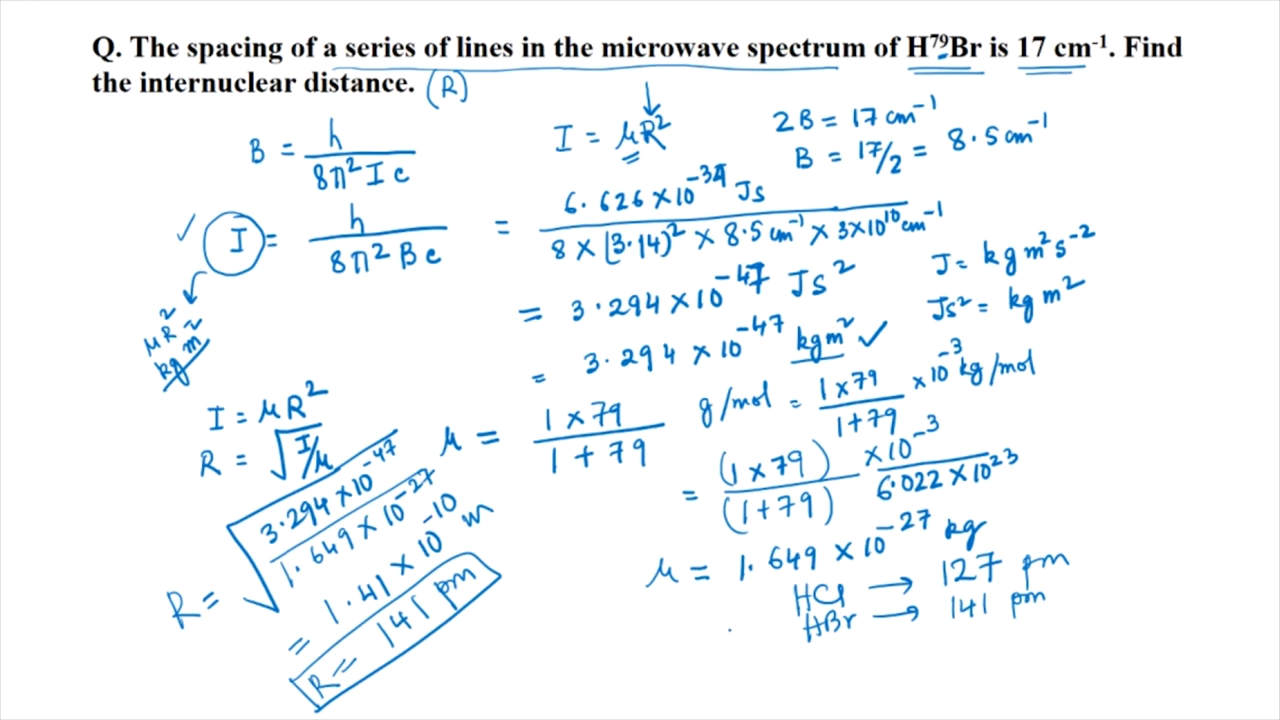 Q. The spacing of a series of lines in the microwave spectrum of H⁷⁹Br is 17 cm⁻¹. Find
the internuclear distance. (R)
B = h / 8π² I c
I = μR²
2B = 17 cm⁻¹
B = 17/2 = 8.5 cm⁻¹
✓ I = h / 8π² B c = 6.626 × 10⁻³⁴ Js / 8 × (3.14)² × 8.5 cm⁻¹ × 3×10¹⁰ cm⁻¹
= 3.294 × 10⁻⁴⁷ Js²
J = kg m² s⁻²
Js² = kg m²
= 3.294 × 10⁻⁴⁷ kgm² ✓
μR²
kg m²
I = μR²
R = √I/μ
μ = 1 × 79 / 1 + 79 g/mol = 1 × 79 / 1+79 × 10⁻³ kg/mol
= (1 × 79) / (1+79) × 10⁻³ / 6.022 × 10²³
μ = 1.649 × 10⁻²⁷ kg
R = √3.294 × 10⁻⁴⁷ / 1.649 × 10⁻²⁷
= 1.41 × 10⁻¹⁰ m
R = 141 pm
HCl → 127 pm
HBr → 141 pm